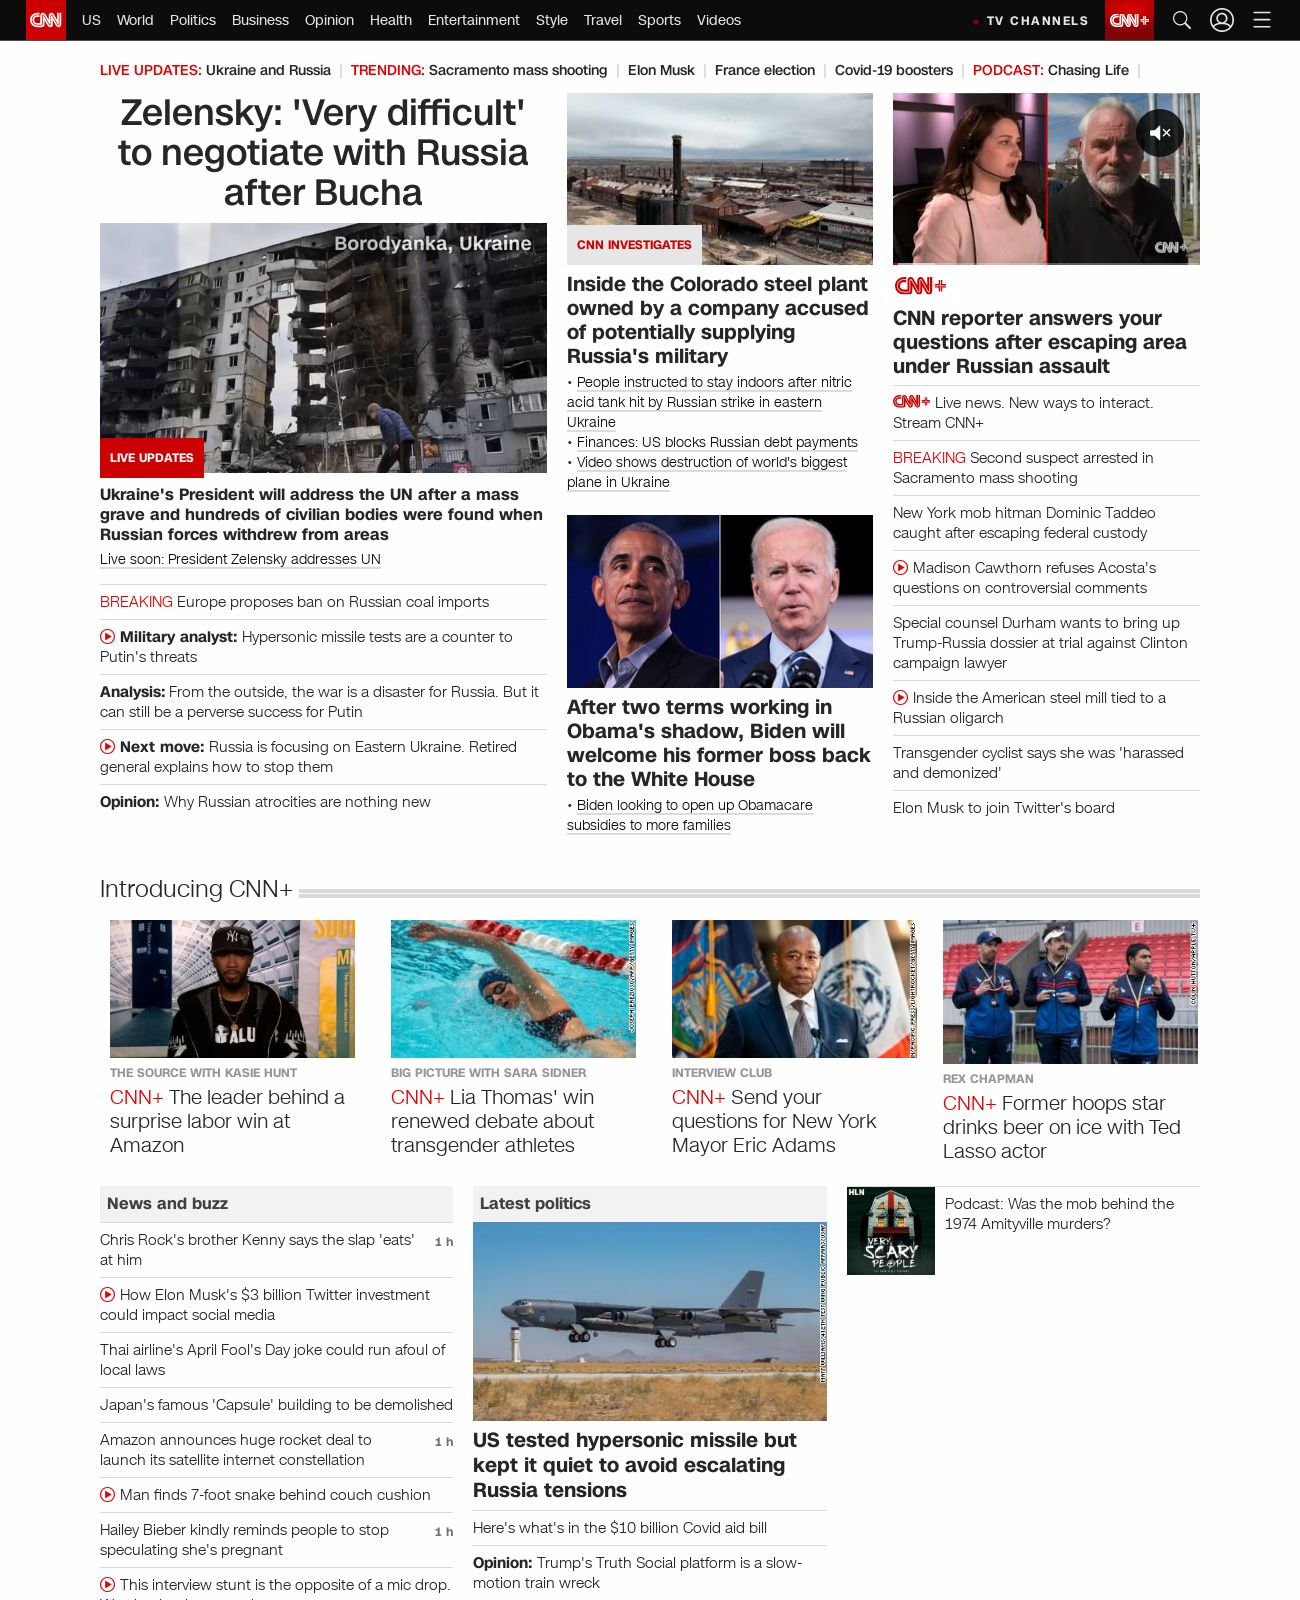 CNN US World Politics Business Opinion Health Entertainment Style Travel Sports Videos TV CHANNELS CNN+
LIVE UPDATES: Ukraine and Russia TRENDING: Sacramento mass shooting Elon Musk France election Covid-19 boosters PODCAST: Chasing Life
Zelensky: 'Very difficult'
to negotiate with Russia
after Bucha
Borodyanka, Ukraine
LIVE UPDATES
Ukraine's President will address the UN after a mass
grave and hundreds of civilian bodies were found when
Russian forces withdrew from areas
Live soon: President Zelensky addresses UN
BREAKING Europe proposes ban on Russian coal imports
Military analyst: Hypersonic missile tests are a counter to
Putin's threats
Analysis: From the outside, the war is a disaster for Russia. But it
can still be a perverse success for Putin
Next move: Russia is focusing on Eastern Ukraine. Retired
general explains how to stop them
Opinion: Why Russian atrocities are nothing new
CNN INVESTIGATES
Inside the Colorado steel plant
owned by a company accused
of potentially supplying
Russia's military
• People instructed to stay indoors after nitric
acid tank hit by Russian strike in eastern
Ukraine
• Finances: US blocks Russian debt payments
• Video shows destruction of world's biggest
plane in Ukraine
After two terms working in
Obama's shadow, Biden will
welcome his former boss back
to the White House
• Biden looking to open up Obamacare
subsidies to more families
CNN+
CNN+
CNN reporter answers your
questions after escaping area
under Russian assault
CNN+ Live news. New ways to interact.
Stream CNN+
BREAKING Second suspect arrested in
Sacramento mass shooting
New York mob hitman Dominic Taddeo
caught after escaping federal custody
Madison Cawthorn refuses Acosta's
questions on controversial comments
Special counsel Durham wants to bring up
Trump-Russia dossier at trial against Clinton
campaign lawyer
Inside the American steel mill tied to a
Russian oligarch
Transgender cyclist says she was 'harassed
and demonized'
Elon Musk to join Twitter's board
Introducing CNN+
THE SOURCE WITH KASIE HUNT
CNN+ The leader behind a
surprise labor win at
Amazon
BIG PICTURE WITH SARA SIDNER
CNN+ Lia Thomas' win
renewed debate about
transgender athletes
INTERVIEW CLUB
CNN+ Send your
questions for New York
Mayor Eric Adams
COLIN HUTTON/APPLE TV+
REX CHAPMAN
CNN+ Former hoops star
drinks beer on ice with Ted
Lasso actor
News and buzz
Chris Rock's brother Kenny says the slap 'eats' 1 h
at him
How Elon Musk's $3 billion Twitter investment
could impact social media
Thai airline's April Fool's Day joke could run afoul of
local laws
Japan's famous 'Capsule' building to be demolished
Amazon announces huge rocket deal to 1 h
launch its satellite internet constellation
Man finds 7-foot snake behind couch cushion
Hailey Bieber kindly reminds people to stop 1 h
speculating she's pregnant
This interview stunt is the opposite of a mic drop.
Latest politics
US tested hypersonic missile but
kept it quiet to avoid escalating
Russia tensions
Here's what's in the $10 billion Covid aid bill
Opinion: Trump's Truth Social platform is a slow-
motion train wreck
HLN
VERY
SCARY
PEOPLE
Podcast: Was the mob behind the
1974 Amityville murders?